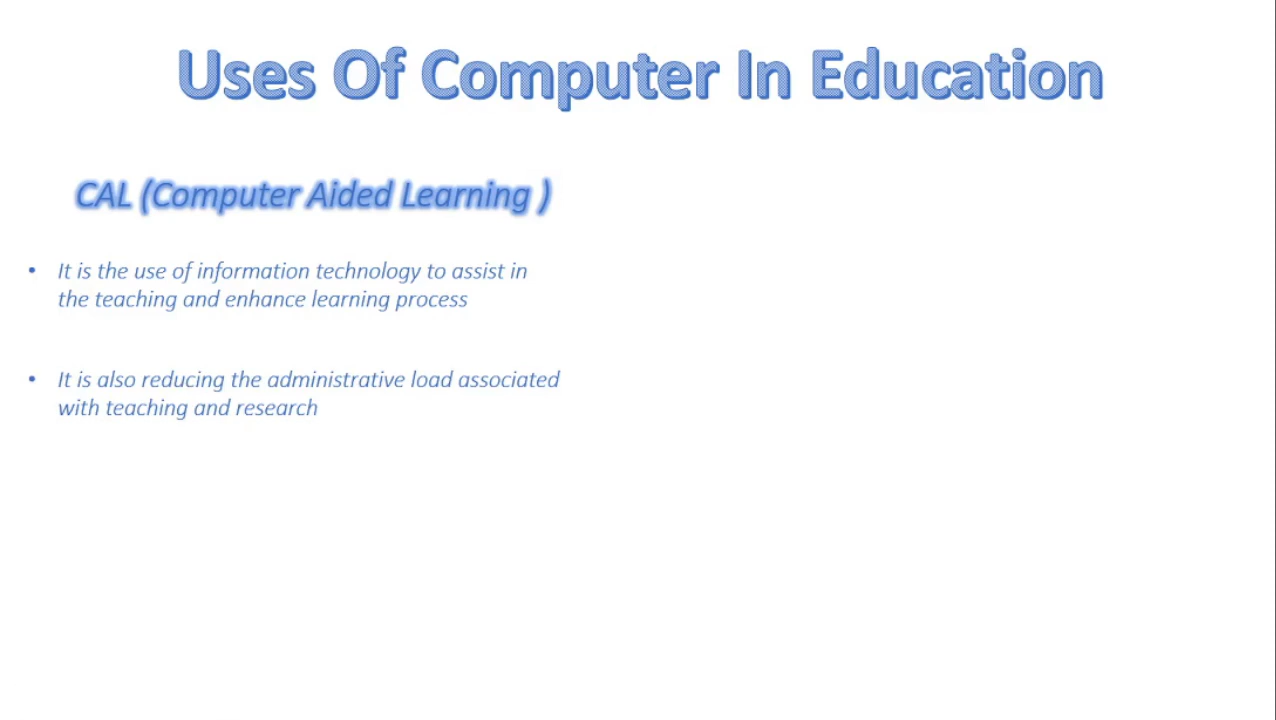 Uses Of Computer In Education
CAL (Computer Aided Learning )
• It is the use of information technology to assist in
the teaching and enhance learning process
• It is also reducing the administrative load associated
with teaching and research